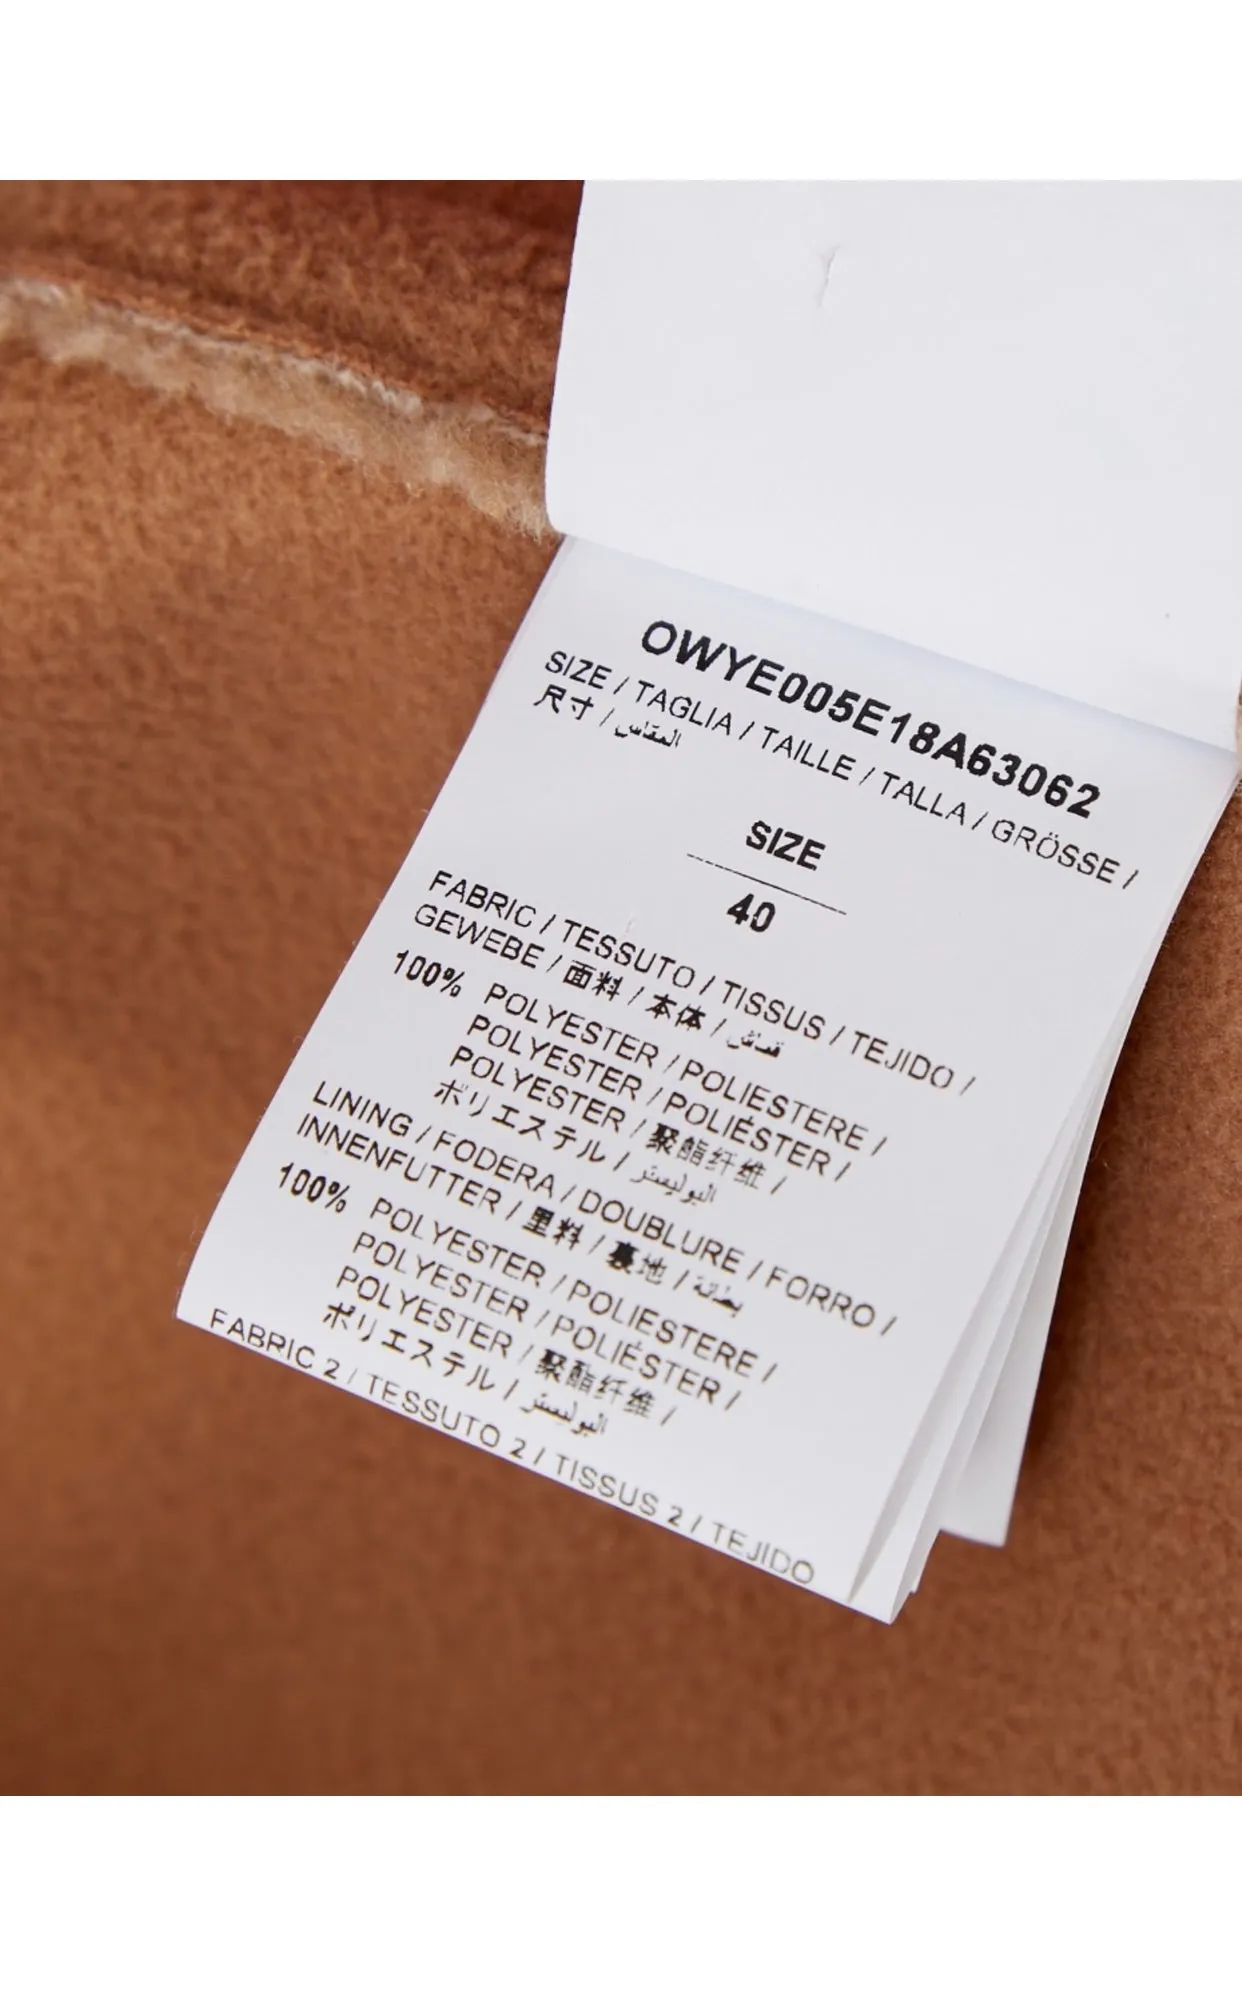 OWYE005E18A63062
SIZE / TAGLIA / TAILLE / TALLA / GRÖSSE /
尺寸 / المقاس
SIZE
40
FABRIC / TESSUTO / TISSUS / TEJIDO /
GEWEBE / 面料 / 本体 / قماش
100% POLYESTER / POLIESTERE /
POLYESTER / POLIÉSTER /
POLYESTER / 聚酯纤维 /
ポリエステル / البوليستر
LINING / FODERA / DOUBLURE / FORRO /
INNENFUTTER / 里料 / 裏地 / بطانة
100% POLYESTER / POLIESTERE /
POLYESTER / POLIÉSTER /
POLYESTER / 聚酯纤维 /
ポリエステル / البوليستر
FABRIC 2 / TESSUTO 2 / TISSUS 2 / TEJIDO